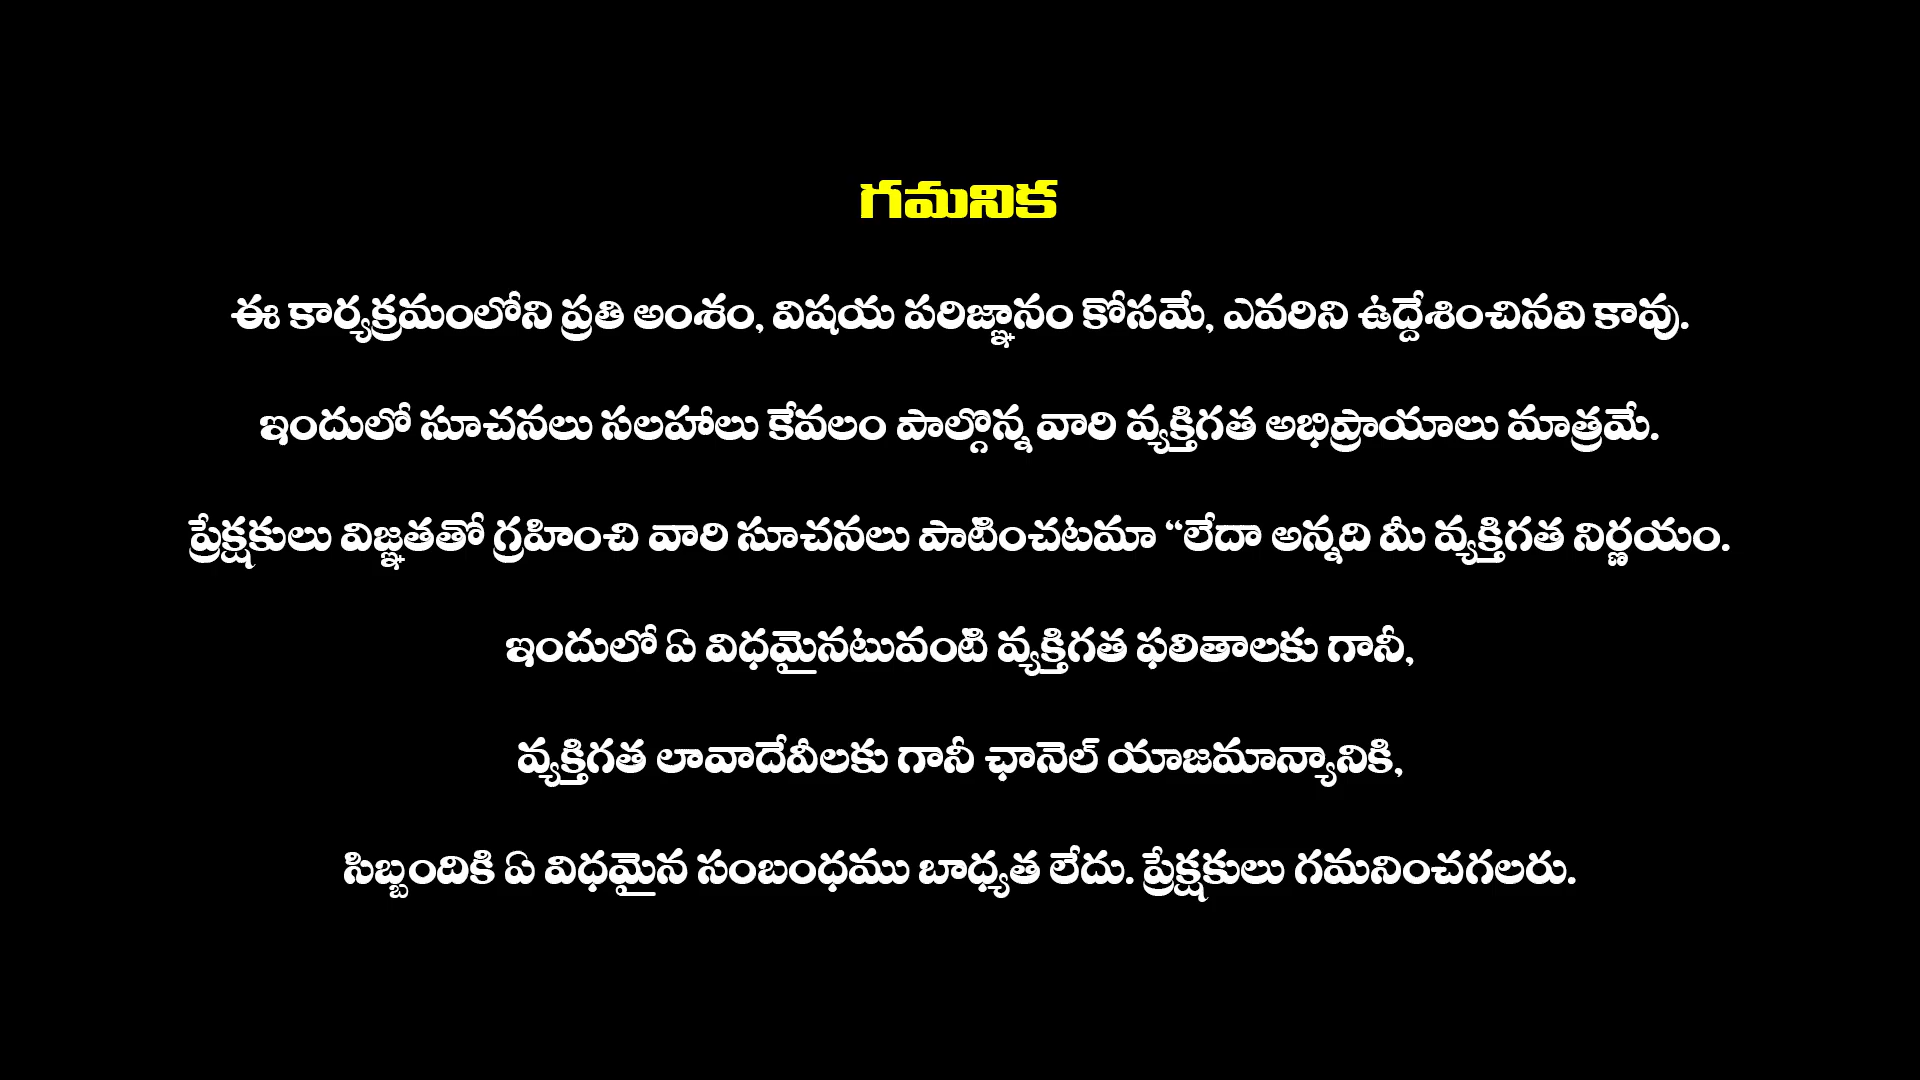 గమనిక
ఈ కార్యక్రమంలోని ప్రతి అంశం, విషయ పరిజ్ఞానం కోసమే, ఎవరిని ఉద్దేశించినవి కావు.
ఇందులో సూచనలు సలహాలు కేవలం పాల్గొన్న వారి వ్యక్తిగత అభిప్రాయాలు మాత్రమే.
ప్రేక్షకులు విజ్ఞతతో గ్రహించి వారి సూచనలు పాటించటమా “లేదా అన్నది మీ వ్యక్తిగత నిర్ణయం.
ఇందులో ఏ విధమైనటువంటి వ్యక్తిగత ఫలితాలకు గానీ,
వ్యక్తిగత లావాదేవీలకు గానీ ఛానెల్ యాజమాన్యానికి,
సిబ్బందికి ఏ విధమైన సంబంధము బాధ్యత లేదు. ప్రేక్షకులు గమనించగలరు.